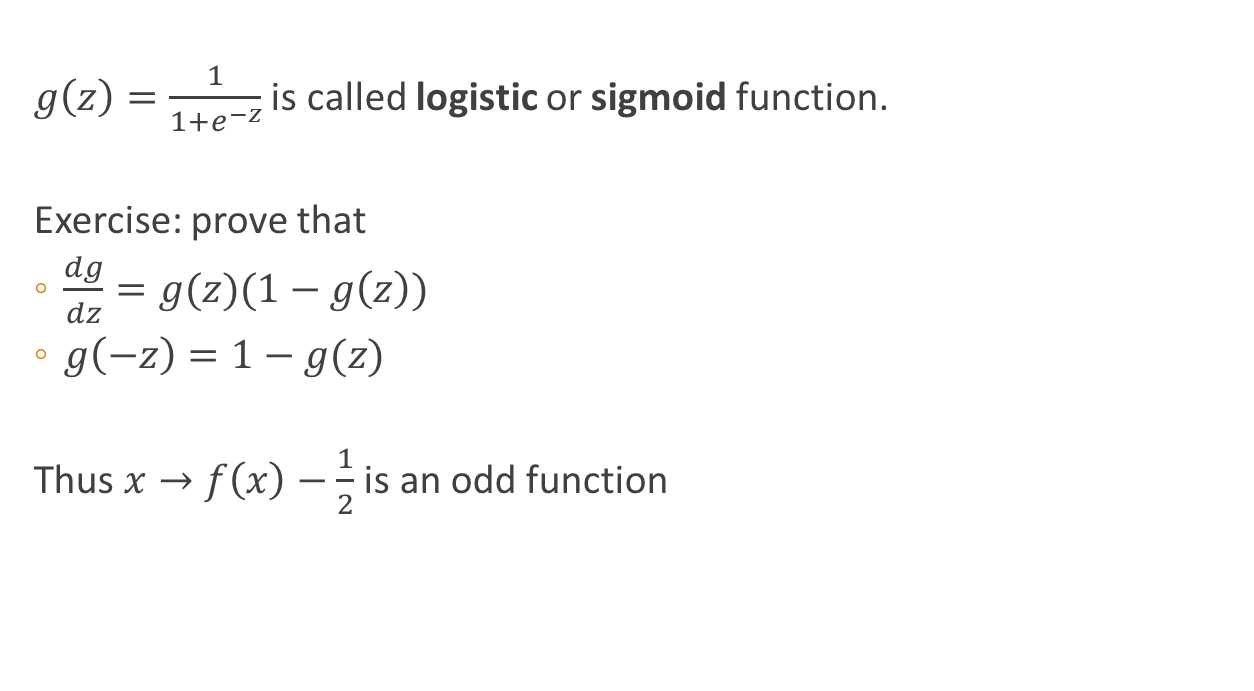 g(z) = 1/(1+e^{−z}) is called logistic or sigmoid function.
Exercise: prove that
◦ dg/dz = g(z)(1 − g(z))
◦ g(−z) = 1 − g(z)
Thus x → f(x) − 1/2 is an odd function